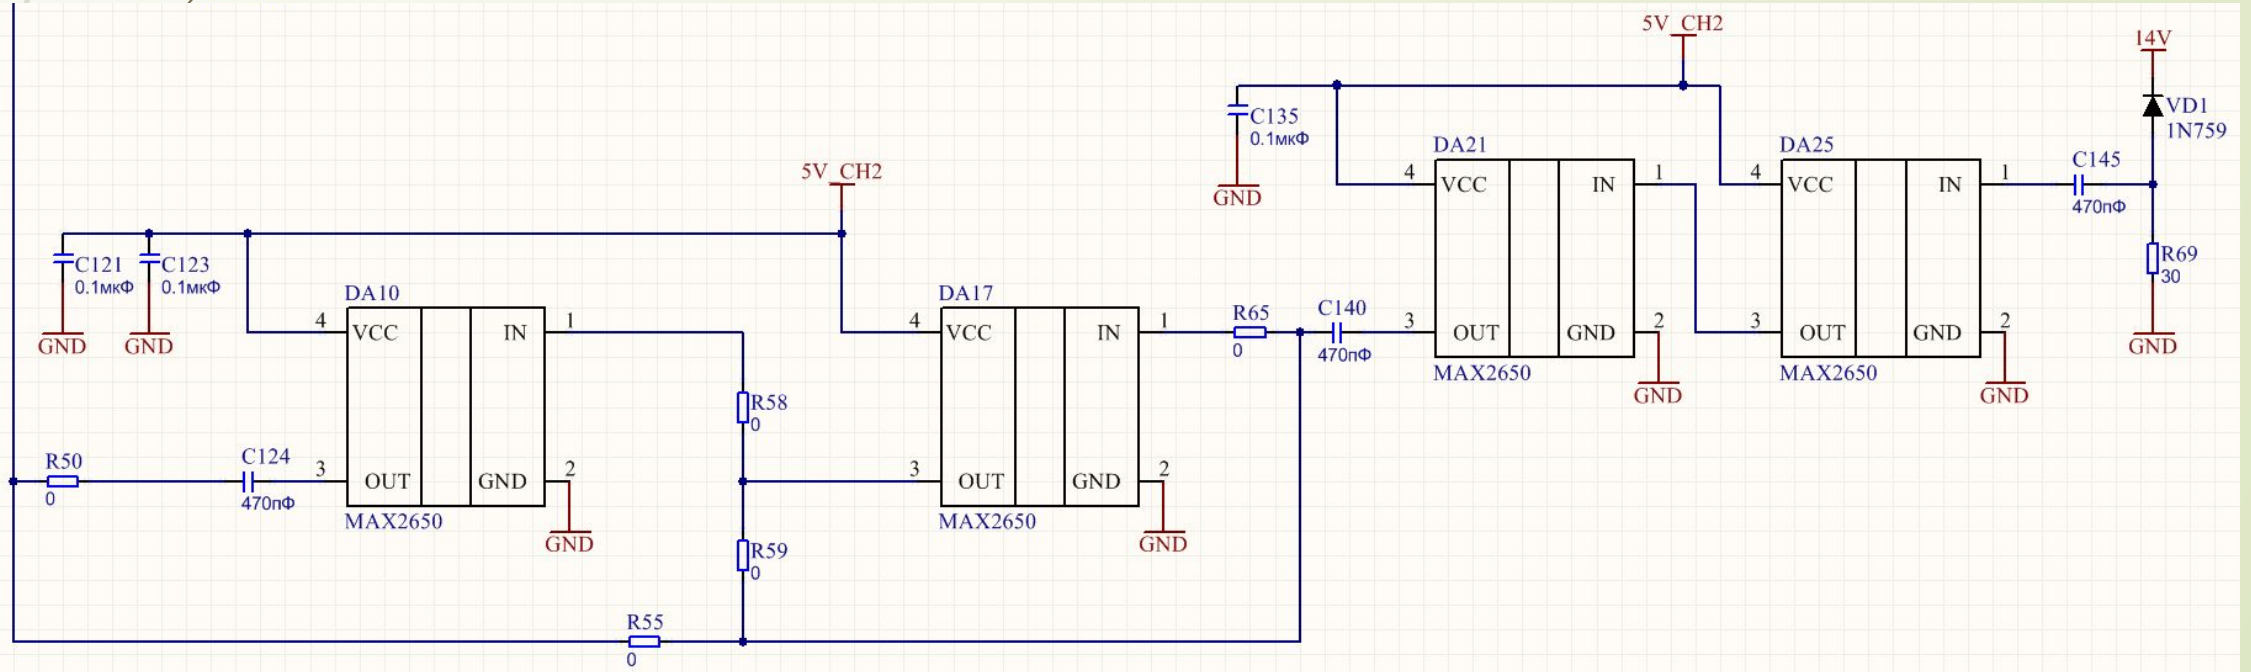 5V_CH2
14V
VD1
1N759
C135
0.1мкФ
GND
DA21
4
VCC
IN
1
3
OUT
GND
2
MAX2650
GND
DA25
4
VCC
IN
1
3
OUT
GND
2
MAX2650
GND
C145
470пФ
R69
30
GND
5V_CH2
C121
0.1мкФ
GND
C123
0.1мкФ
GND
DA10
4
VCC
IN
1
3
OUT
GND
2
MAX2650
GND
R50
0
C124
470пФ
R58
0
R59
0
R55
0
DA17
4
VCC
IN
1
3
OUT
GND
2
MAX2650
GND
R65
0
C140
470пФ